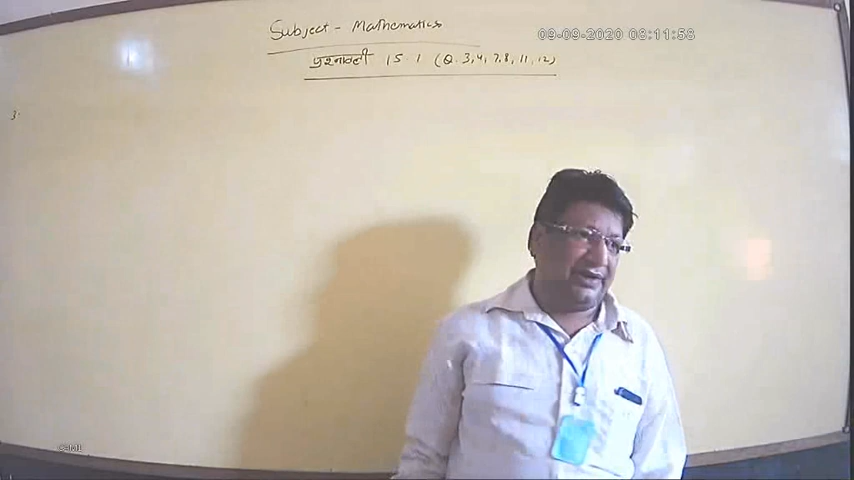 Subject - Mathematics
09-09-2020 08:11:58
प्रश्नावली 15.1 (Q. 3,4,7,8,11,12)
3.
CAM1